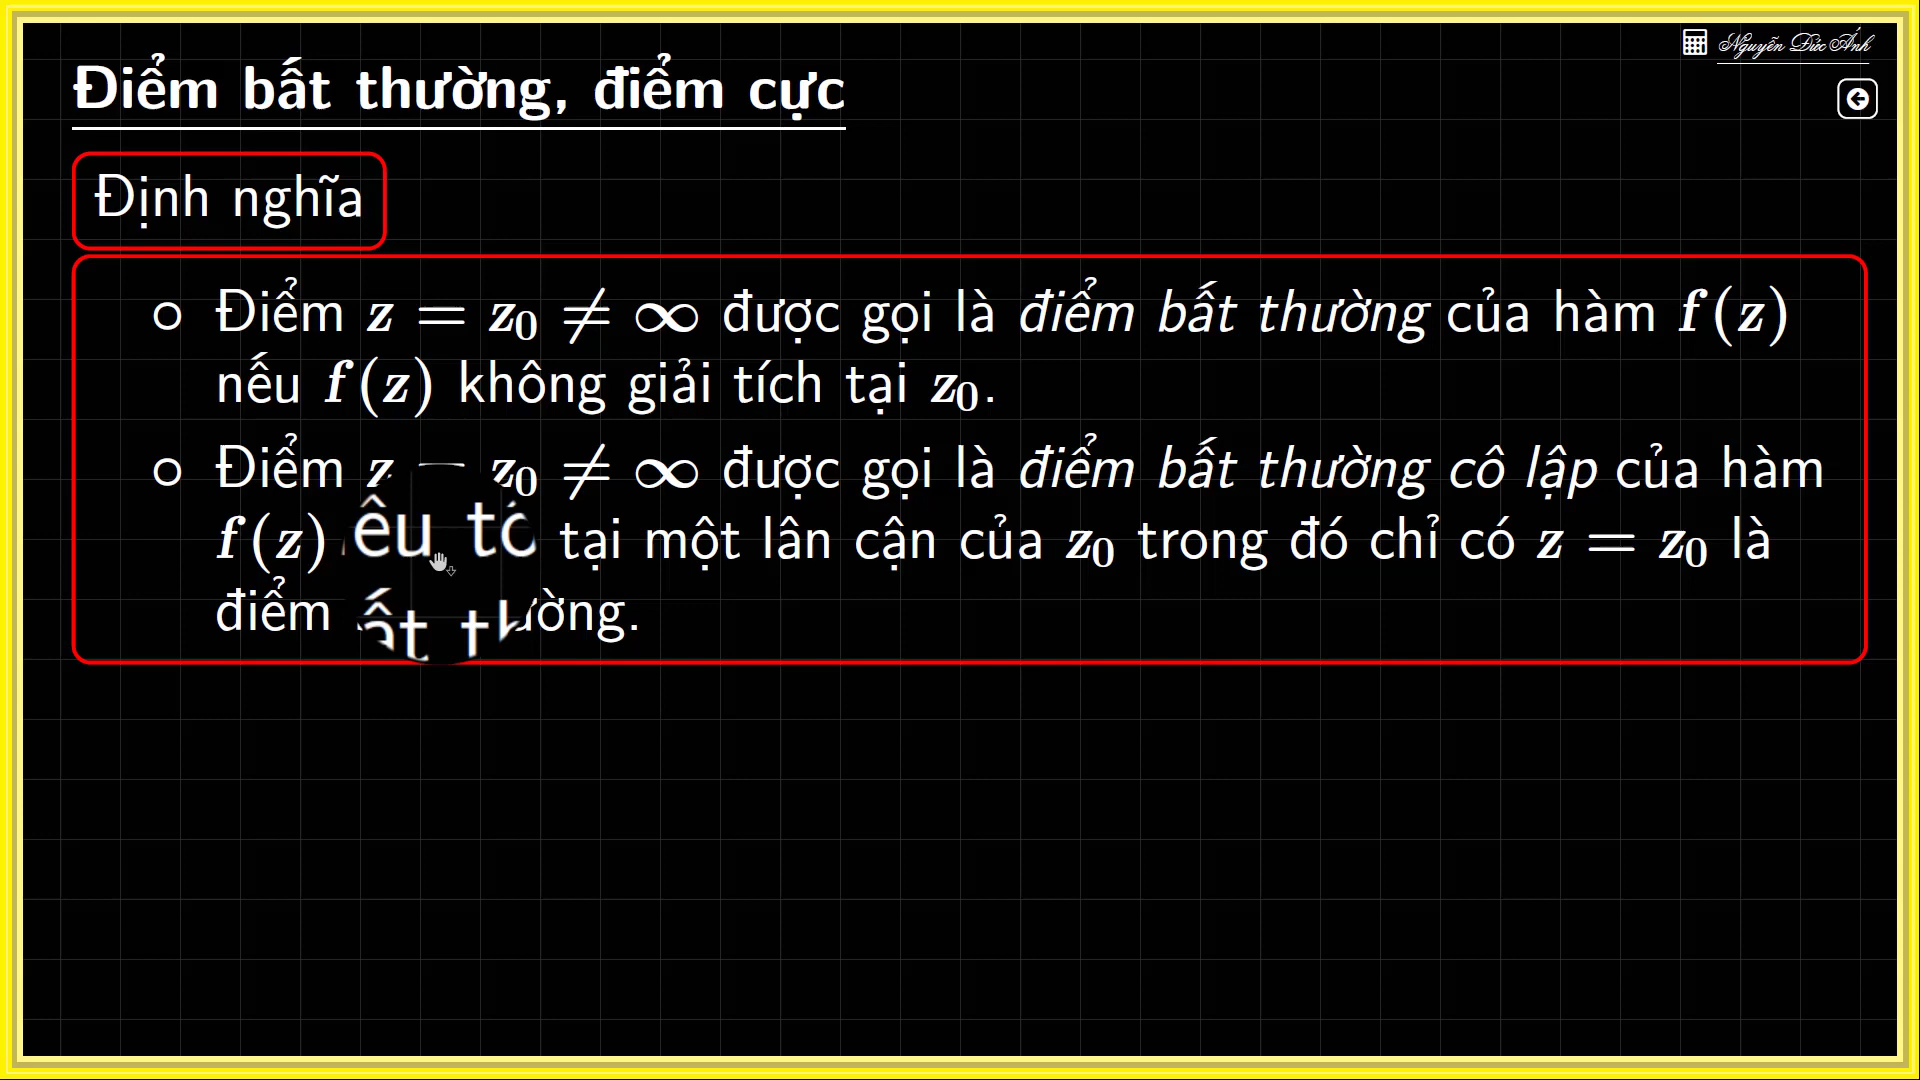 Nguyễn Đức Ánh
Điểm bất thường, điểm cực
Định nghĩa
Điểm z = z₀ ≠ ∞ được gọi là điểm bất thường của hàm f(z)
nếu f(z) không giải tích tại z₀.
Điểm z = z₀ ≠ ∞ được gọi là điểm bất thường cô lập của hàm
f(z) nếu tồn tại một lân cận của z₀ trong đó chỉ có z = z₀ là
điểm bất thường.